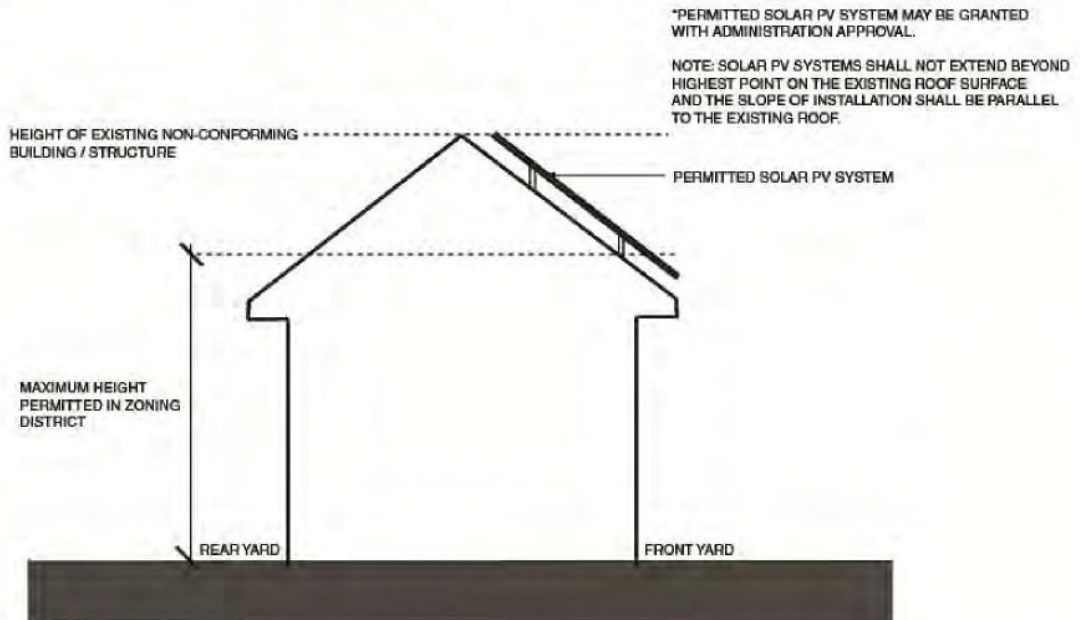 *PERMITTED SOLAR PV SYSTEM MAY BE GRANTED
WITH ADMINISTRATION APPROVAL.
NOTE: SOLAR PV SYSTEMS SHALL NOT EXTEND BEYOND
HIGHEST POINT ON THE EXISTING ROOF SURFACE
AND THE SLOPE OF INSTALLATION SHALL BE PARALLEL
TO THE EXISTING ROOF.
HEIGHT OF EXISTING NON-CONFORMING
BUILDING / STRUCTURE
PERMITTED SOLAR PV SYSTEM
MAXIMUM HEIGHT
PERMITTED IN ZONING
DISTRICT
REAR YARD
FRONT YARD